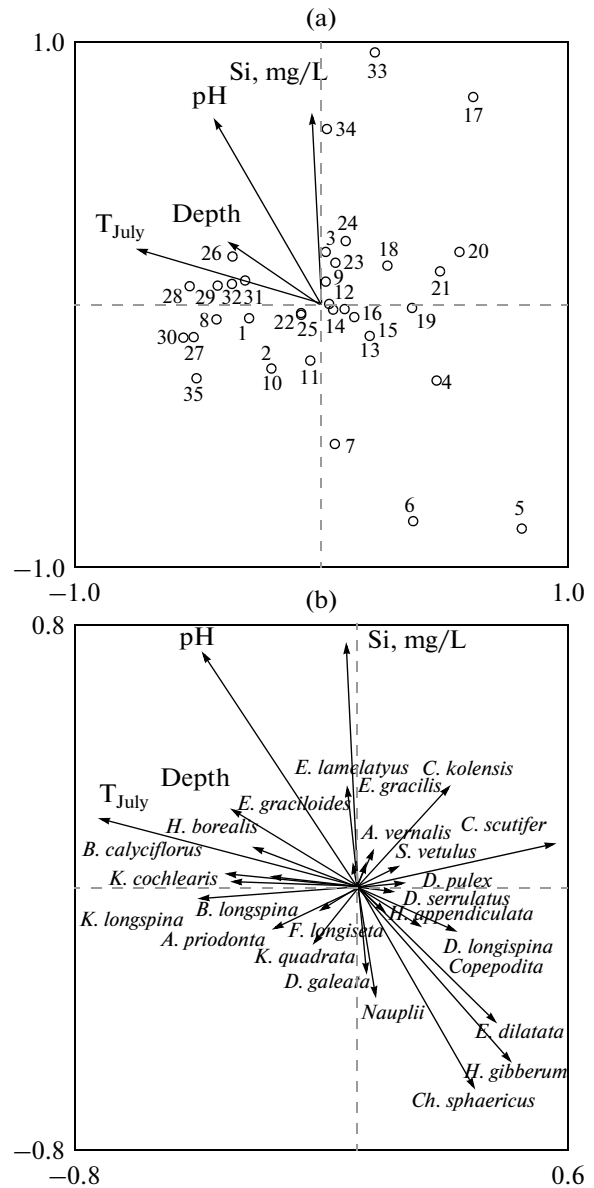 (a)
1.0
Si, mg/L
33
pH
17
34
T_July
Depth
24
3
26
23
18
20
9
21
28
29
32
31
12
22
25
14
16
19
8
1
15
30
27
2
11
13
35
10
4
7
6
5
−1.0
−1.0
1.0
(b)
0.8
pH
Si, mg/L
E. lamelatyus
C. kolensis
T_July
Depth
E. graciloides
E. gracilis
H. borealis
A. vernalis
C. scutifer
B. calyciflorus
S. vetulus
K. cochlearis
D. pulex
D. serrulatus
K. longspina
B. longspina
H. appendiculata
A. priodonta
F. longiseta
D. longispina
K. quadrata
Copepodita
D. galeata
Nauplii
E. dilatata
H. gibberum
Ch. sphaericus
−0.8
−0.8
0.6